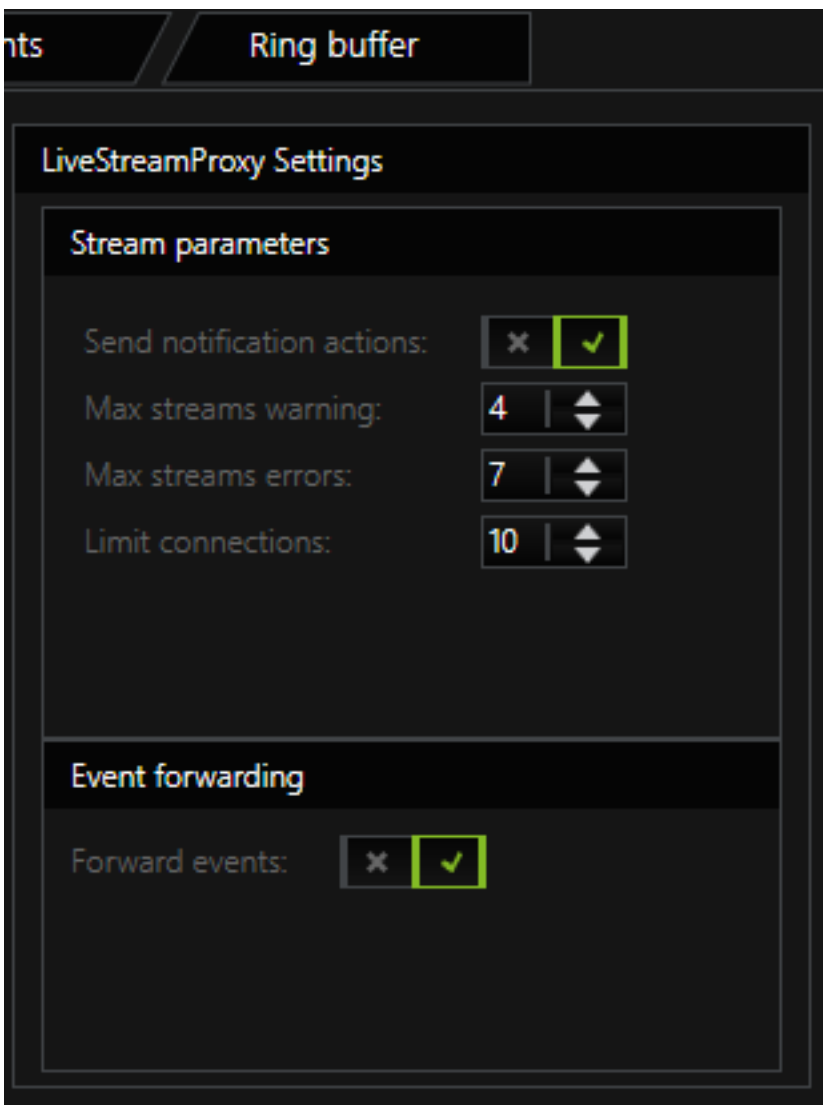 nts
Ring buffer
LiveStreamProxy Settings
Stream parameters
Send notification actions:
Max streams warning: 4
Max streams errors: 7
Limit connections: 10
Event forwarding
Forward events: